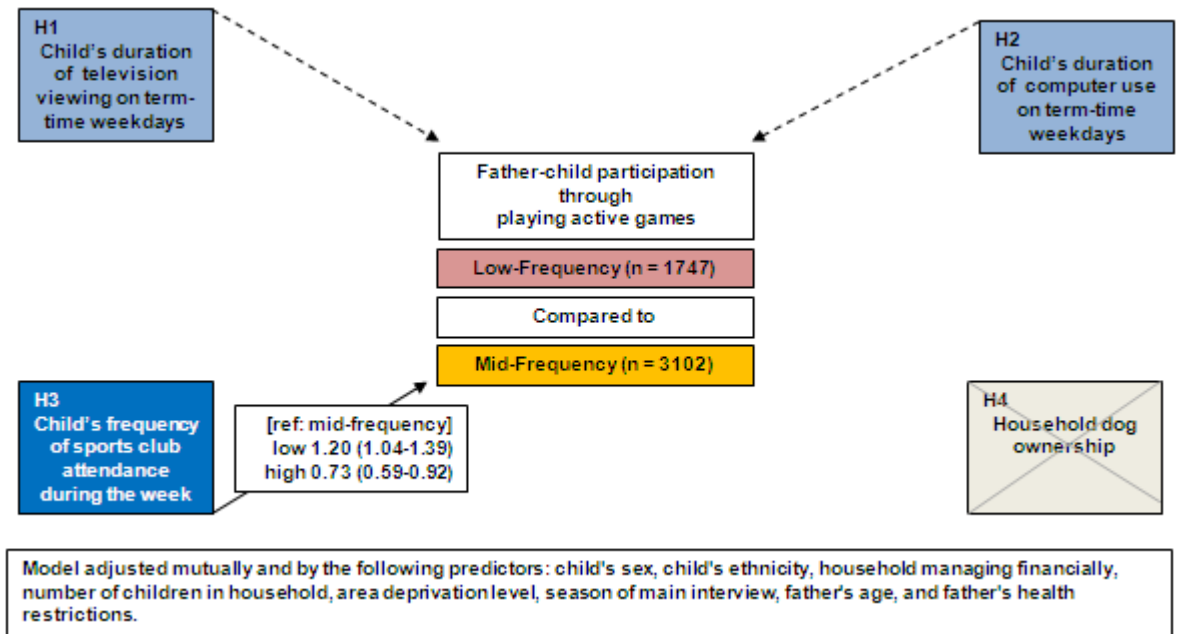 H1
Child's duration
of television
viewing on term-
time weekdays
H2
Child's duration
of computer use
on term-time
weekdays
Father-child participation
through
playing active games
Low-Frequency (n = 1747)
Compared to
Mid-Frequency (n = 3102)
H3
Child's frequency
of sports club
attendance
during the week
[ref: mid-frequency]
low 1.20 (1.04-1.39)
high 0.73 (0.59-0.92)
H4
Household dog
ownership
Model adjusted mutually and by the following predictors: child's sex, child's ethnicity, household managing financially,
number of children in household, area deprivation level, season of main interview, father's age, and father's health
restrictions.